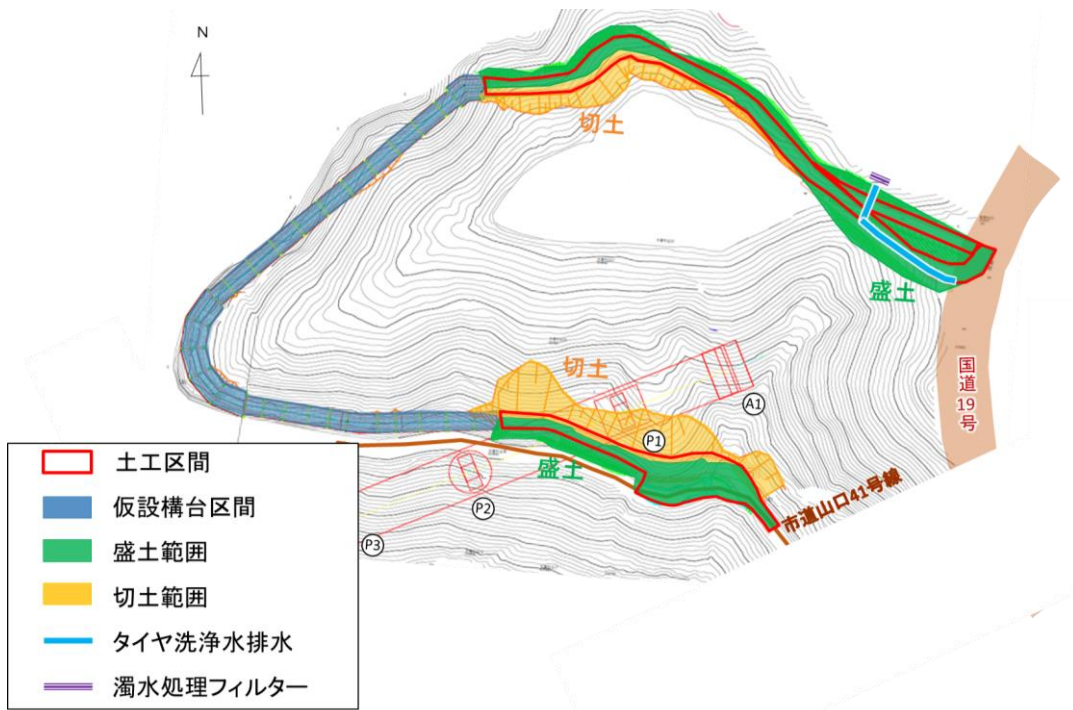 N
切土
盛土
切土
国道19号
A1
P1
盛土
P2
P3
市道山口41号線
土工区間
仮設構台区間
盛土範囲
切土範囲
タイヤ洗浄水排水
濁水処理フィルター